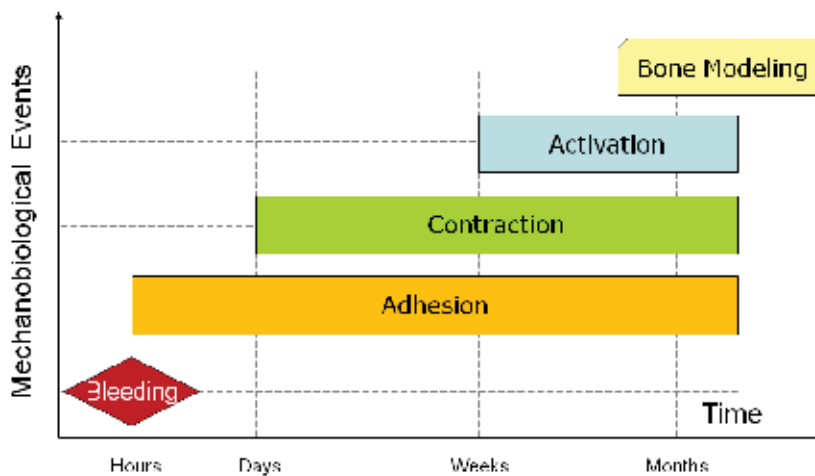 Bone Modeling
Activation
Contraction
Adhesion
Bleeding
Mechanobiological Events
Time
Hours Days Weeks Months